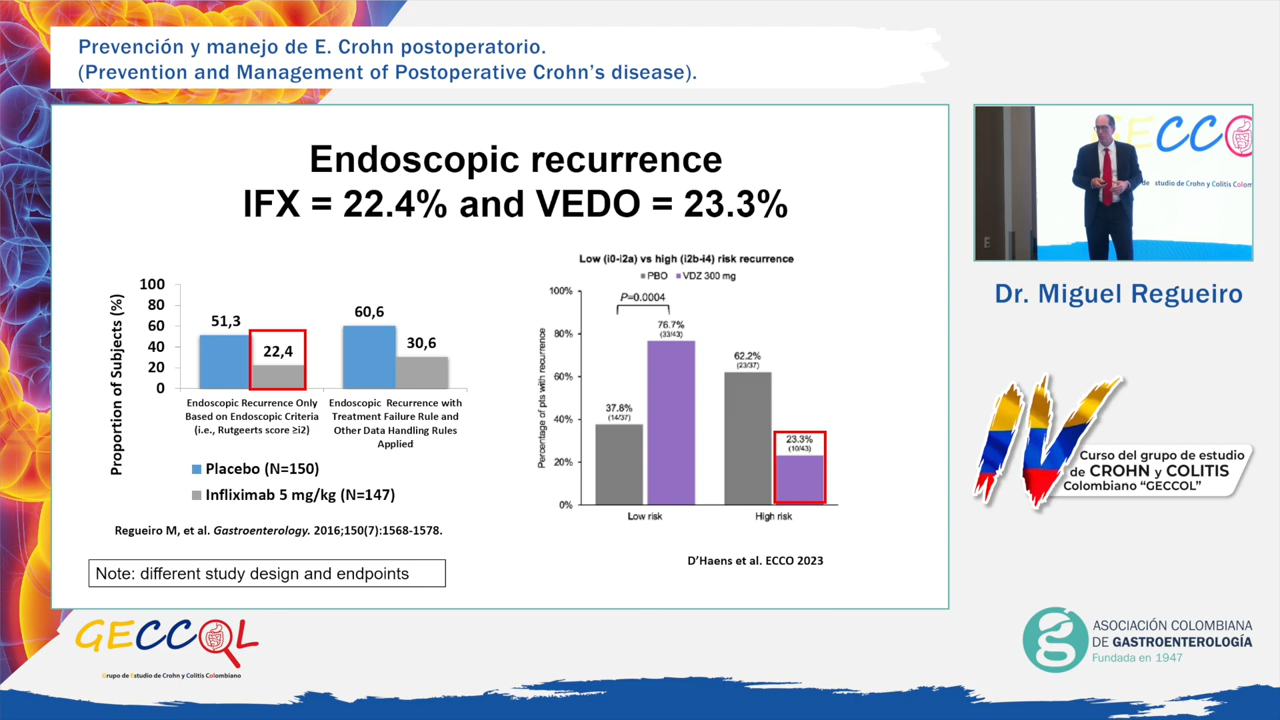 Prevención y manejo de E. Crohn postoperatorio.
(Prevention and Management of Postoperative Crohn’s disease).
Endoscopic recurrence
IFX = 22.4% and VEDO = 23.3%
Proportion of Subjects (%)
100
80
60
40
20
0
51,3
22,4
60,6
30,6
Endoscopic Recurrence Only
Based on Endoscopic Criteria
(i.e., Rutgeerts score ≥i2)
Endoscopic Recurrence with
Treatment Failure Rule and
Other Data Handling Rules
Applied
Placebo (N=150)
Infliximab 5 mg/kg (N=147)
Regueiro M, et al. Gastroenterology. 2016;150(7):1568-1578.
Note: different study design and endpoints
Low (i0-i2a) vs high (i2b-i4) risk recurrence
PBO VDZ 300 mg
Percentage of pts with recurrence
100%
80%
60%
40%
20%
0%
P=0.0004
37.8%
(14/37)
76.7%
(33/43)
62.2%
(23/37)
23.3%
(10/43)
Low risk
High risk
D’Haens et al. ECCO 2023
GECCO
de studio de Crohn y Colitis Colom
E
Dr. Miguel Regueiro
IV
Curso del grupo de estudio
de CROHN y COLITIS
Colombiano “GECCOL”
GECCOL
Grupo de Estudio de Crohn y Colitis Colombiano
ASOCIACIÓN COLOMBIANA
DE GASTROENTEROLOGÍA
Fundada en 1947